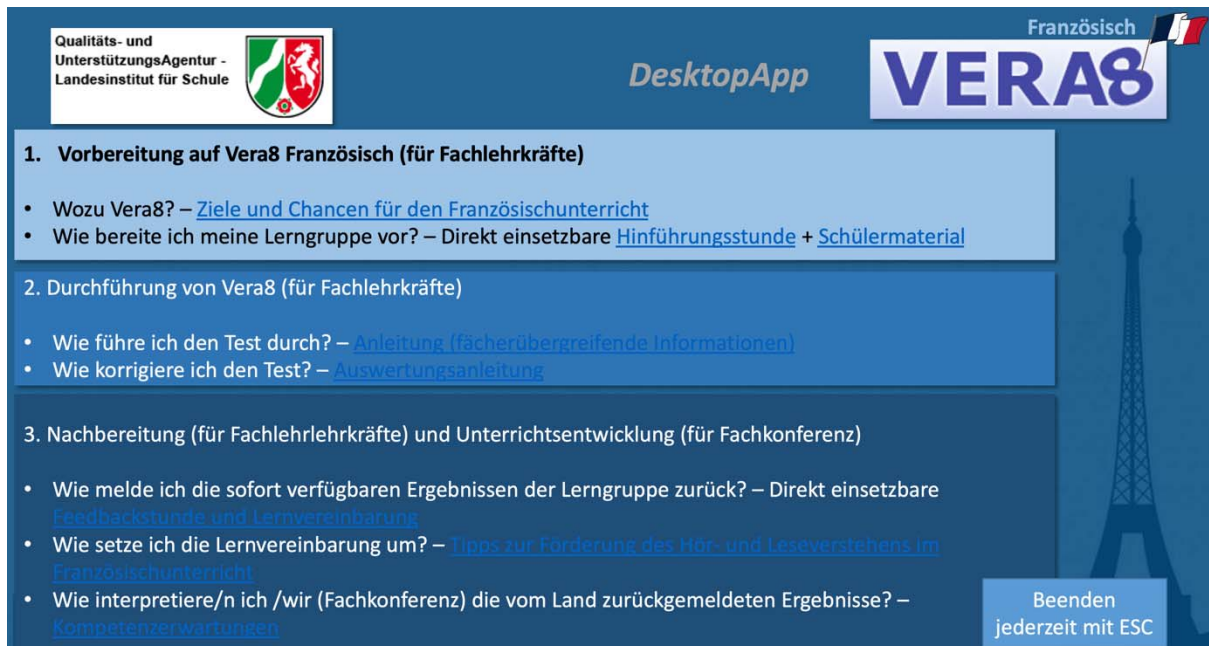 Qualitäts- und
UnterstützungsAgentur -
Landesinstitut für Schule
DesktopApp
Französisch
VERA8
1. Vorbereitung auf Vera8 Französisch (für Fachlehrkräfte)
• Wozu Vera8? – Ziele und Chancen für den Französischunterricht
• Wie bereite ich meine Lerngruppe vor? – Direkt einsetzbare Hinführungsstunde + Schülermaterial
2. Durchführung von Vera8 (für Fachlehrkräfte)
• Wie führe ich den Test durch? – Anleitung (fächerübergreifende Informationen)
• Wie korrigiere ich den Test? – Auswertungsanleitung
3. Nachbereitung (für Fachlehrlehrkräfte) und Unterrichtsentwicklung (für Fachkonferenz)
• Wie melde ich die sofort verfügbaren Ergebnissen der Lerngruppe zurück? – Direkt einsetzbare
Feedbackstunde und Lernvereinbarung
• Wie setze ich die Lernvereinbarung um? – Tipps zur Förderung des Hör- und Leseverstehens im
Französischunterricht
• Wie interpretiere/n ich /wir (Fachkonferenz) die vom Land zurückgemeldeten Ergebnisse? –
Kompetenzerwartungen
Beenden
jederzeit mit ESC